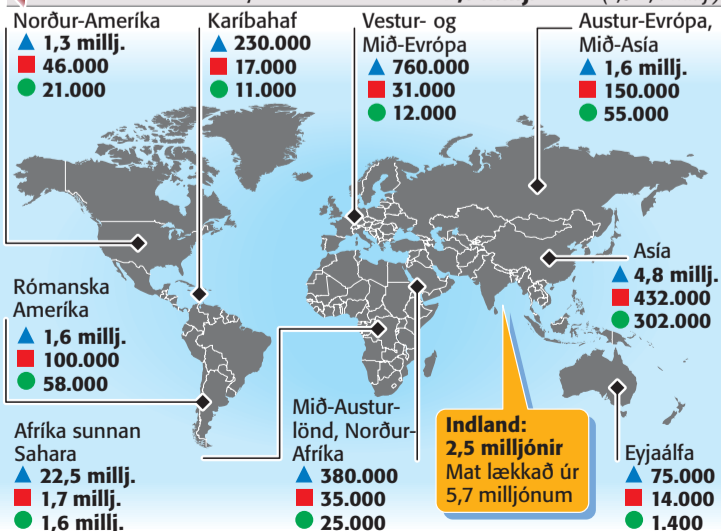 Norður-Ameríka
1,3 millj.
46.000
21.000
Karíbahaf
230.000
17.000
11.000
Vestur- og
Mið-Evrópa
760.000
31.000
12.000
Austur-Evrópa,
Mið-Asía
1,6 millj.
150.000
55.000
Asía
4,8 millj.
432.000
302.000
Rómanska
Ameríka
1,6 millj.
100.000
58.000
Afríka sunnan
Sahara
22,5 millj.
1,7 millj.
1,6 millj.
Mið-Austur-
lönd, Norður-
Afríka
380.000
35.000
25.000
Indland:
2,5 milljónir
Mat lækkað úr
5,7 milljónum
Eyjaálfa
75.000
14.000
1.400